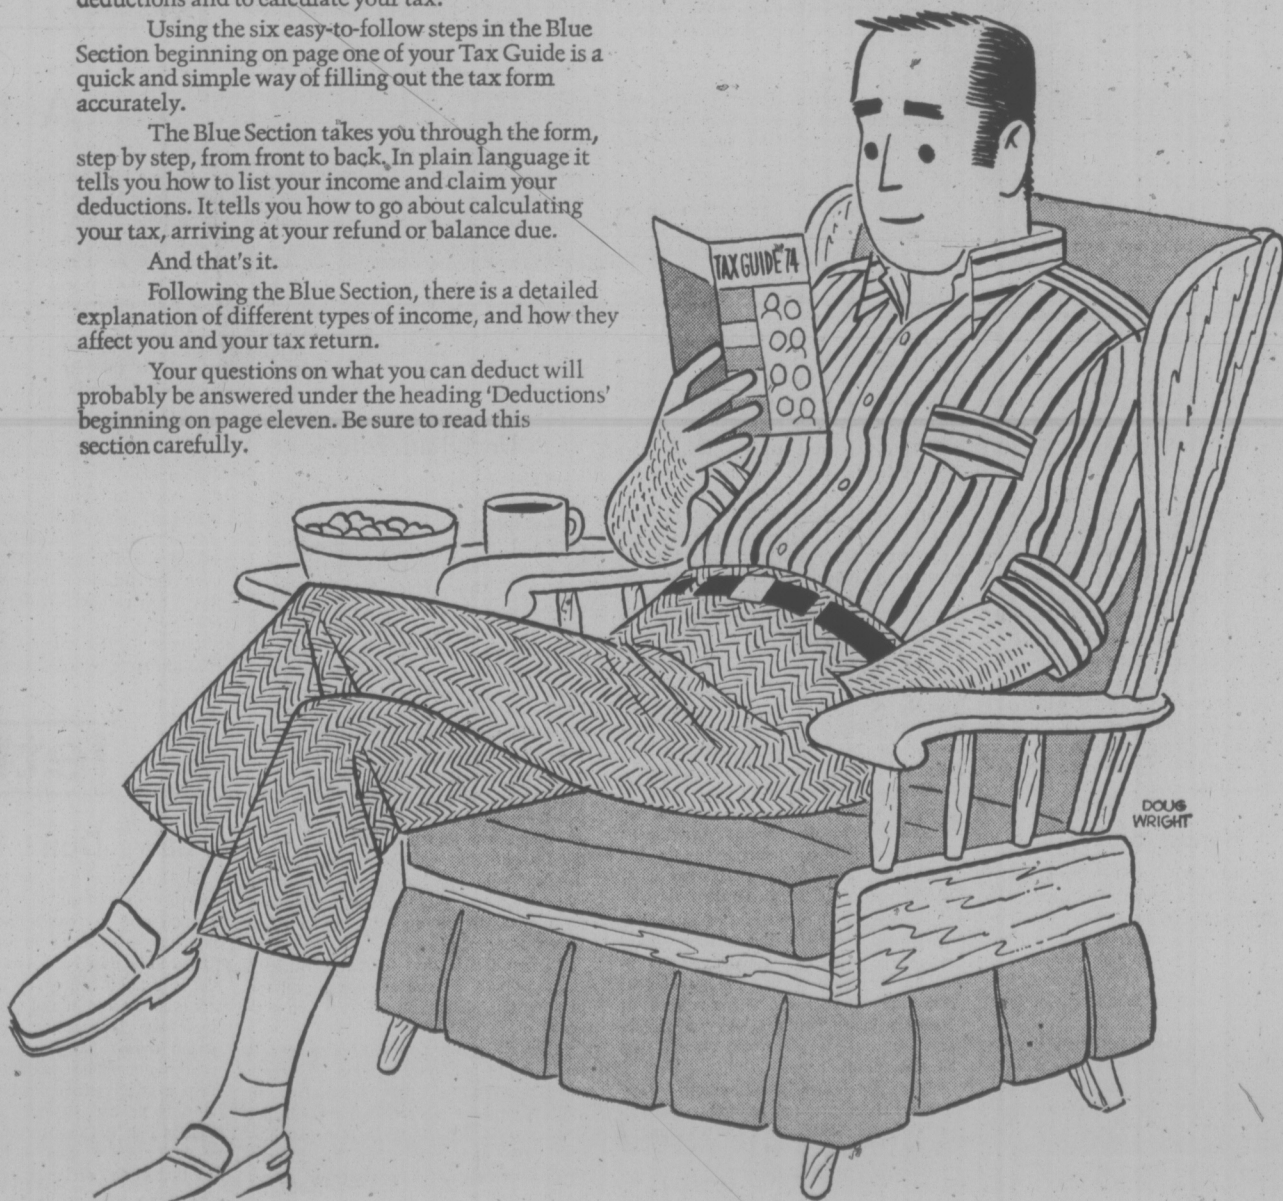 deductions and to calculate your tax.
Using the six easy-to-follow steps in the Blue
Section beginning on page one of your Tax Guide is a
quick and simple way of filling out the tax form
accurately.
The Blue Section takes you through the form,
step by step, from front to back. In plain language it
tells you how to list your income and claim your
deductions. It tells you how to go about calculating
your tax, arriving at your refund or balance due.
And that's it.
Following the Blue Section, there is a detailed
explanation of different types of income, and how they
affect you and your tax return.
Your questions on what you can deduct will
probably be answered under the heading 'Deductions'
beginning on page eleven. Be sure to read this
section carefully.
TAX GUIDE 74
DOUG
WRIGHT